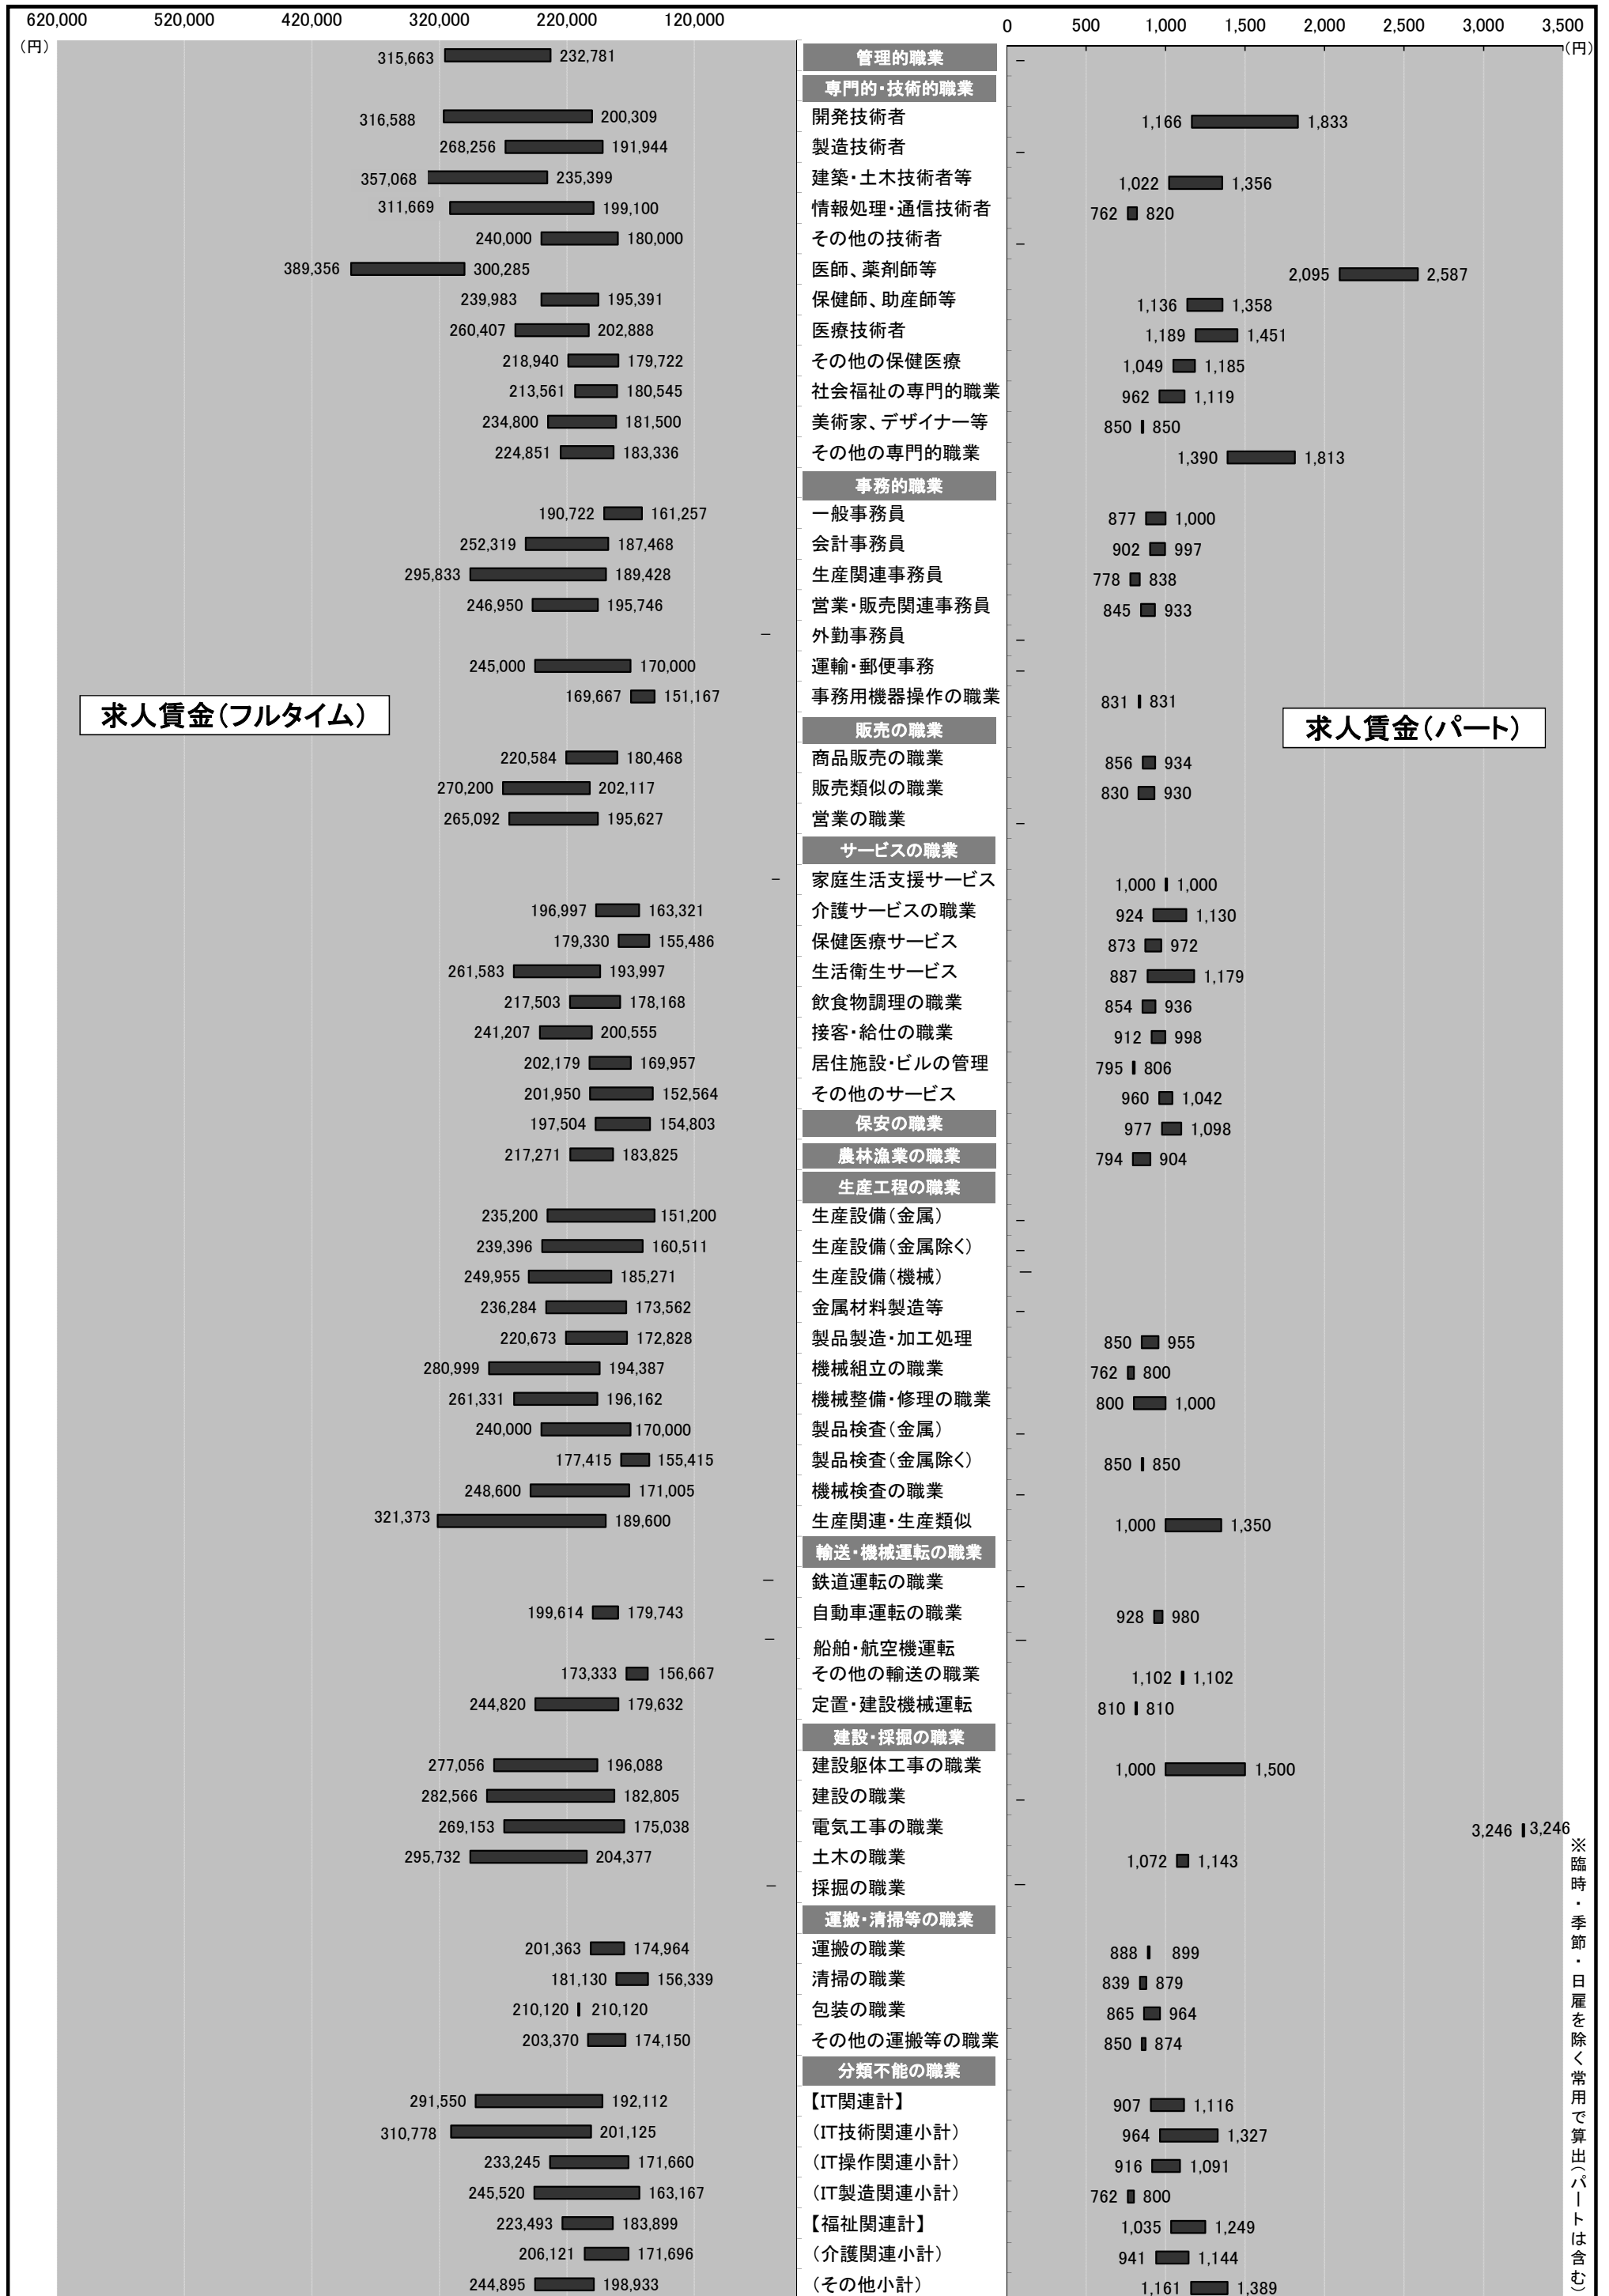 620,000 520,000 420,000 320,000 220,000 120,000 0 500 1,000 1,500 2,000 2,500 3,000 3,500
(円) (円)
315,663 232,781 管理的職業 –
専門的・技術的職業
316,588 200,309 開発技術者 1,166 1,833
268,256 191,944 製造技術者 –
357,068 235,399 建築・土木技術者等 1,022 1,356
311,669 199,100 情報処理・通信技術者 762 820
240,000 180,000 その他の技術者 –
389,356 300,285 医師、薬剤師等 2,095 2,587
239,983 195,391 保健師、助産師等 1,136 1,358
260,407 202,888 医療技術者 1,189 1,451
218,940 179,722 その他の保健医療 1,049 1,185
213,561 180,545 社会福祉の専門的職業 962 1,119
234,800 181,500 美術家、デザイナー等 850 850
224,851 183,336 その他の専門的職業 1,390 1,813
事務的職業
190,722 161,257 一般事務員 877 1,000
252,319 187,468 会計事務員 902 997
295,833 189,428 生産関連事務員 778 838
246,950 195,746 営業・販売関連事務員 845 933
– 外勤事務員 –
245,000 170,000 運輸・郵便事務 –
169,667 151,167 事務用機器操作の職業 831 831
求人賃金(フルタイム) 求人賃金(パート)
販売の職業
220,584 180,468 商品販売の職業 856 934
270,200 202,117 販売類似の職業 830 930
265,092 195,627 営業の職業 –
サービスの職業
– 家庭生活支援サービス 1,000 1,000
196,997 163,321 介護サービスの職業 924 1,130
179,330 155,486 保健医療サービス 873 972
261,583 193,997 生活衛生サービス 887 1,179
217,503 178,168 飲食物調理の職業 854 936
241,207 200,555 接客・給仕の職業 912 998
202,179 169,957 居住施設・ビルの管理 795 806
201,950 152,564 その他のサービス 960 1,042
197,504 154,803 保安の職業 977 1,098
217,271 183,825 農林漁業の職業 794 904
生産工程の職業
235,200 151,200 生産設備(金属) –
239,396 160,511 生産設備(金属除く) –
249,955 185,271 生産設備(機械) –
236,284 173,562 金属材料製造等 –
220,673 172,828 製品製造・加工処理 850 955
280,999 194,387 機械組立の職業 762 800
261,331 196,162 機械整備・修理の職業 800 1,000
240,000 170,000 製品検査(金属) –
177,415 155,415 製品検査(金属除く) 850 850
248,600 171,005 機械検査の職業 –
321,373 189,600 生産関連・生産類似 1,000 1,350
輸送・機械運転の職業
– 鉄道運転の職業 –
199,614 179,743 自動車運転の職業 928 980
– 船舶・航空機運転 –
173,333 156,667 その他の輸送の職業 1,102 1,102
244,820 179,632 定置・建設機械運転 810 810
建設・採掘の職業
277,056 196,088 建設躯体工事の職業 1,000 1,500
282,566 182,805 建設の職業 –
269,153 175,038 電気工事の職業 3,246 3,246
295,732 204,377 土木の職業 1,072 1,143
– 採掘の職業 –
運搬・清掃等の職業
201,363 174,964 運搬の職業 888 899
181,130 156,339 清掃の職業 839 879
210,120 210,120 包装の職業 865 964
203,370 174,150 その他の運搬等の職業 850 874
分類不能の職業
291,550 192,112 【IT関連計】 907 1,116
310,778 201,125 (IT技術関連小計) 964 1,327
233,245 171,660 (IT操作関連小計) 916 1,091
245,520 163,167 (IT製造関連小計) 762 800
223,493 183,899 【福祉関連計】 1,035 1,249
206,121 171,696 (介護関連小計) 941 1,144
244,895 198,933 (その他小計) 1,161 1,389
※臨時・季節・日雇を除く常用で算出(パートは含む)